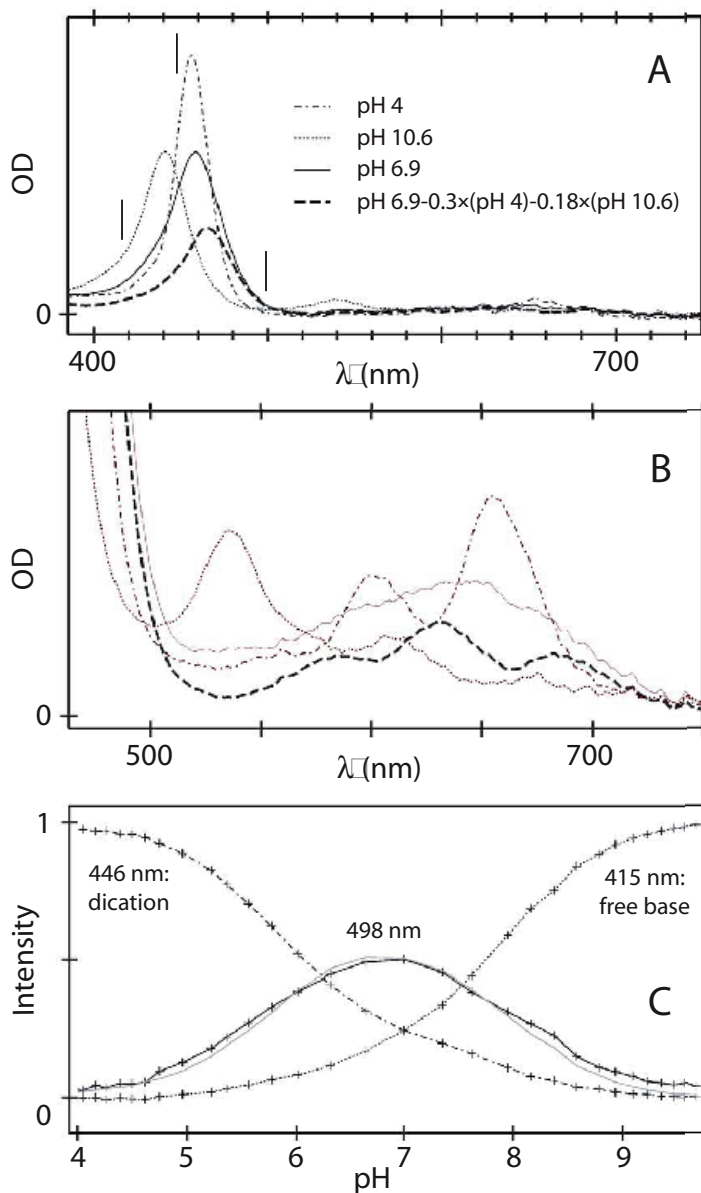 A
pH 4
pH 10.6
pH 6.9
pH 6.9-0.3×(pH 4)-0.18×(pH 10.6)
OD
0
400
700
λ□(nm)
B
OD
0
500
700
λ□(nm)
1
446 nm:
dication
415 nm:
free base
498 nm
Intensity
C
0
4
5
6
7
8
9
pH